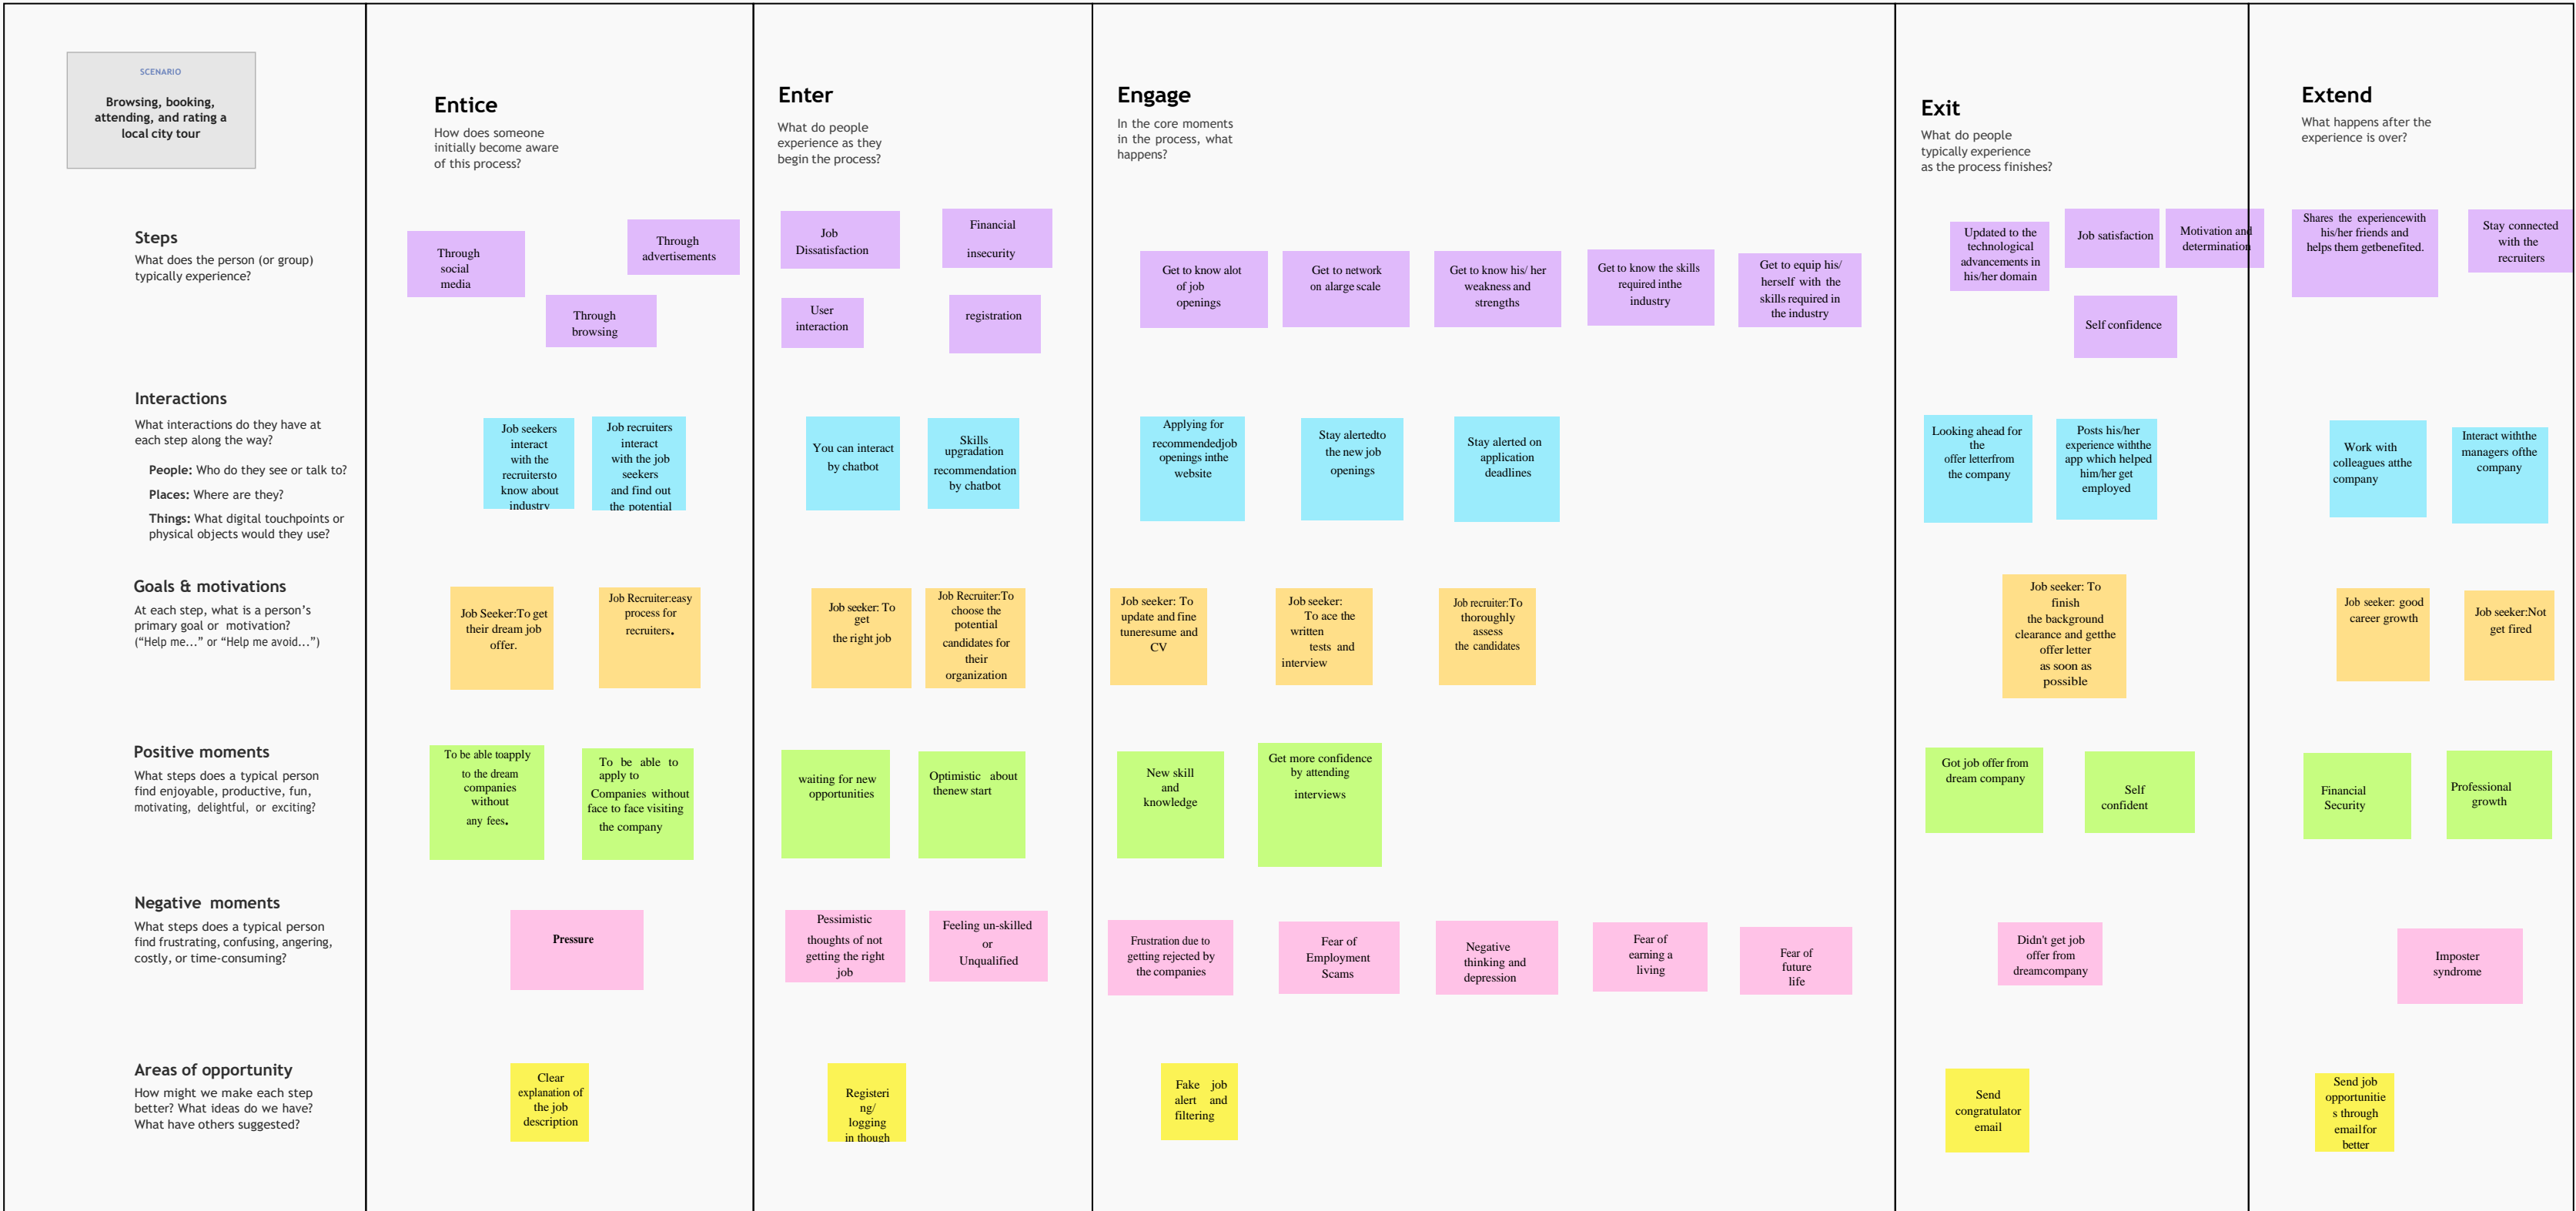 SCENARIO
Browsing, booking,
attending, and rating a
local city tour
Entice
How does someone
initially become aware
of this process?
Enter
What do people
experience as they
begin the process?
Engage
In the core moments
in the process, what
happens?
Exit
What do people
typically experience
as the process finishes?
Extend
What happens after the
experience is over?
Steps
What does the person (or group)
typically experience?
Through
social
media
Through
advertisements
Through
browsing
Job
Dissatisfaction
Financial
insecurity
User
interaction
registration
Get to know alot
of job
openings
Get to network
on alarge scale
Get to know his/ her
weakness and
strengths
Get to know the skills
required inthe
industry
Get to equip his/
herself with the
skills required in
the industry
Updated to the
technological
advancements in
his/her domain
Job satisfaction
Motivation and
determination
Self confidence
Shares the experiencewith
his/her friends and
helps them getbenefited.
Stay connected
with the
recruiters
Interactions
What interactions do they have at
each step along the way?
People: Who do they see or talk to?
Places: Where are they?
Things: What digital touchpoints or
physical objects would they use?
Job seekers
interact
with the
recruitersto
know about
industry
Job recruiters
interact
with the job
seekers
and find out
the potential
You can interact
by chatbot
Skills
upgradation
recommendation
by chatbot
Applying for
recommendedjob
openings inthe
website
Stay alertedto
the new job
openings
Stay alerted on
application
deadlines
Looking ahead for
the
offer letterfrom
the company
Posts his/her
experience withthe
app which helped
him/her get
employed
Work with
colleagues atthe
company
Interact withthe
managers ofthe
company
Goals & motivations
At each step, what is a person's
primary goal or motivation?
("Help me..." or "Help me avoid...")
Job Seeker:To get
their dream job
offer.
Job Recruiter:easy
process for
recruiters.
Job seeker: To
get
the right job
Job Recruiter:To
choose the
potential
candidates for
their
organization
Job seeker: To
update and fine
tuneresume and
CV
Job seeker:
To ace the
written
tests and
interview
Job recruiter:To
thoroughly
assess
the candidates
Job seeker: To
finish
the background
clearance and getthe
offer letter
as soon as
possible
Job seeker: good
career growth
Job seeker:Not
get fired
Positive moments
What steps does a typical person
find enjoyable, productive, fun,
motivating, delightful, or exciting?
To be able toapply
to the dream
companies
without
any fees.
To be able to
apply to
Companies without
face to face visiting
the company
waiting for new
opportunities
Optimistic about
thenew start
New skill
and
knowledge
Get more confidence
by attending
interviews
Got job offer from
dream company
Self
confident
Financial
Security
Professional
growth
Negative moments
What steps does a typical person
find frustrating, confusing, angering,
costly, or time-consuming?
Pressure
Pessimistic
thoughts of not
getting the right
job
Feeling un-skilled
or
Unqualified
Frustration due to
getting rejected by
the companies
Fear of
Employment
Scams
Negative
thinking and
depression
Fear of
earning a
living
Fear of
future
life
Didn't get job
offer from
dreamcompany
Imposter
syndrome
Areas of opportunity
How might we make each step
better? What ideas do we have?
What have others suggested?
Clear
explanation of
the job
description
Registeri
ng/
logging
in though
Fake job
alert and
filtering
Send
congratulator
email
Send job
opportunitie
s through
emailfor
better